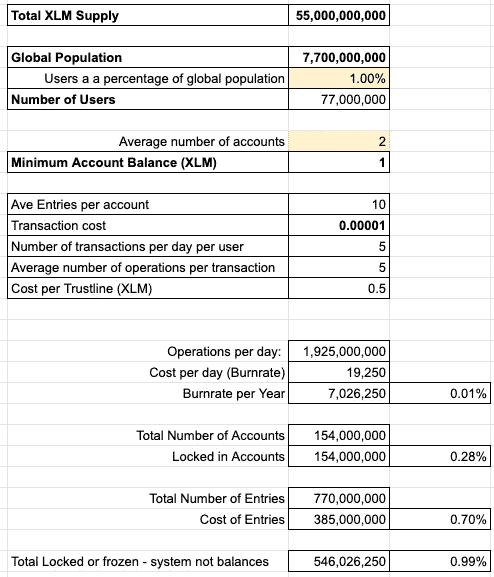 Total XLM Supply 55,000,000,000
Global Population 7,700,000,000
Users a a percentage of global population 1.00%
Number of Users 77,000,000
Average number of accounts 2
Minimum Account Balance (XLM) 1
Ave Entries per account 10
Transaction cost 0.00001
Number of transactions per day per user 5
Average number of operations per transaction 5
Cost per Trustline (XLM) 0.5
Operations per day: 1,925,000,000
Cost per day (Burnrate) 19,250
Burnrate per Year 7,026,250 0.01%
Total Number of Accounts 154,000,000
Locked in Accounts 154,000,000 0.28%
Total Number of Entries 770,000,000
Cost of Entries 385,000,000 0.70%
Total Locked or frozen - system not balances 546,026,250 0.99%